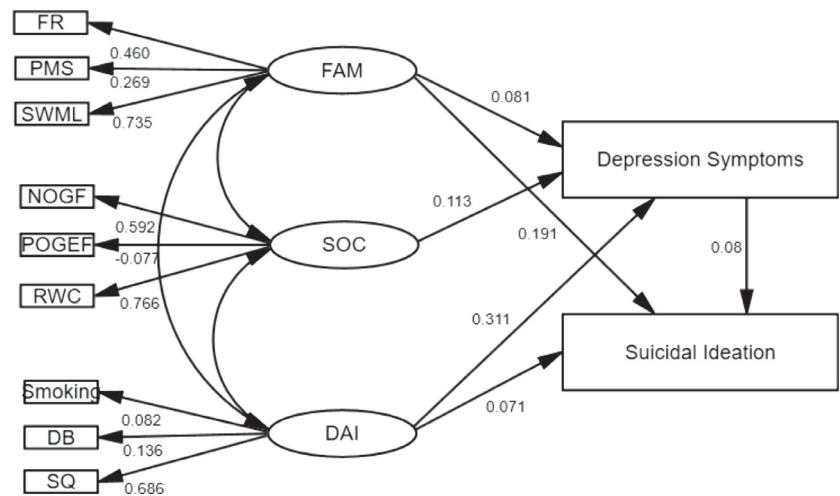 FR
0.460
FAM
PMS
0.269
SWML
0.735
0.081
Depression Symptoms
NOGF
0.592
0.113
POGEF
-0.077
SOC
0.191
0.08
RWC
0.766
0.311
Suicidal Ideation
Smoking
0.082
0.071
DB
0.136
DAI
SQ
0.686